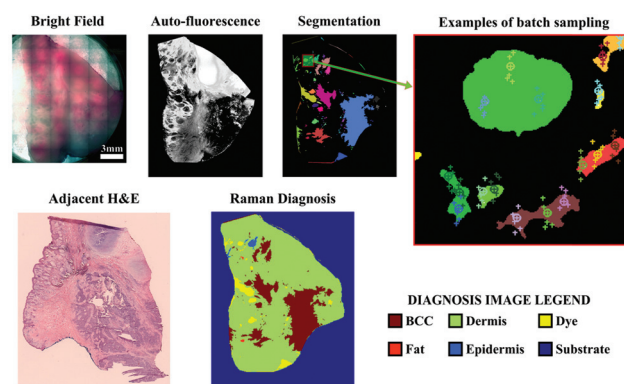 Bright Field
Auto-fluorescence
Segmentation
Examples of batch sampling
3mm
Adjacent H&E
Raman Diagnosis
DIAGNOSIS IMAGE LEGEND
BCC
Dermis
Dye
Fat
Epidermis
Substrate